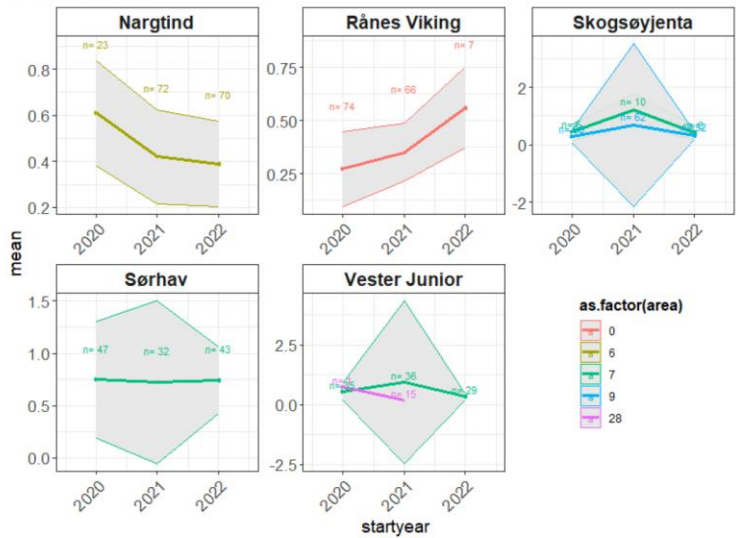 Nargtind
Rånes Viking
Skogsøyjenta
n= 23
n= 72
n= 70
0.8
0.6
0.4
0.2
n= 74
n= 66
n= 7
0.75
0.50
0.25
n= 10
n= 62
2
0
-2
2020
2021
2022
2020
2021
2022
2020
2021
2022
mean
Sørhav
Vester Junior
n= 47
n= 32
n= 43
1.5
1.0
0.5
0.0
n= 36
n= 15
n= 29
2.5
0.0
-2.5
2020
2021
2022
2020
2021
2022
startyear
as.factor(area)
a 0
a 6
a 7
a 9
a 28